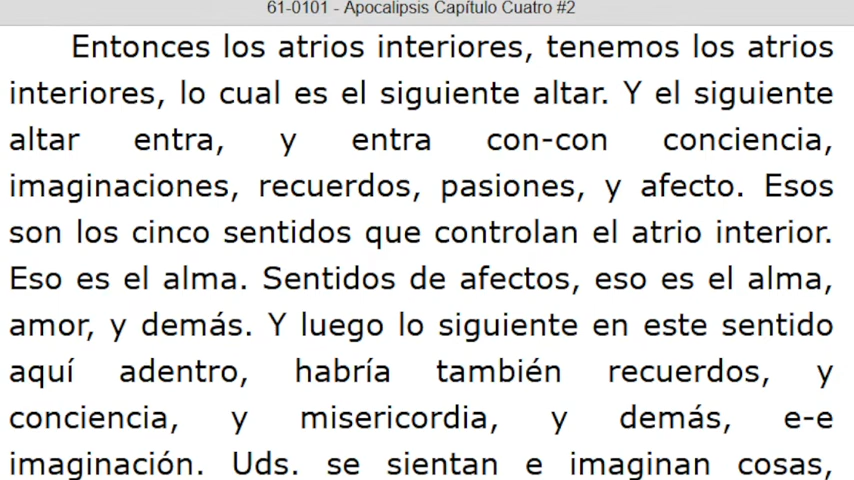 61-0101 - Apocalipsis Capítulo Cuatro #2
Entonces los atrios interiores, tenemos los atrios
interiores, lo cual es el siguiente altar. Y el siguiente
altar entra, y entra con-con conciencia,
imaginaciones, recuerdos, pasiones, y afecto. Esos
son los cinco sentidos que controlan el atrio interior.
Eso es el alma. Sentidos de afectos, eso es el alma,
amor, y demás. Y luego lo siguiente en este sentido
aquí adentro, habría también recuerdos, y
conciencia, y misericordia, y demás, e-e
imaginación. Uds. se sientan e imaginan cosas,